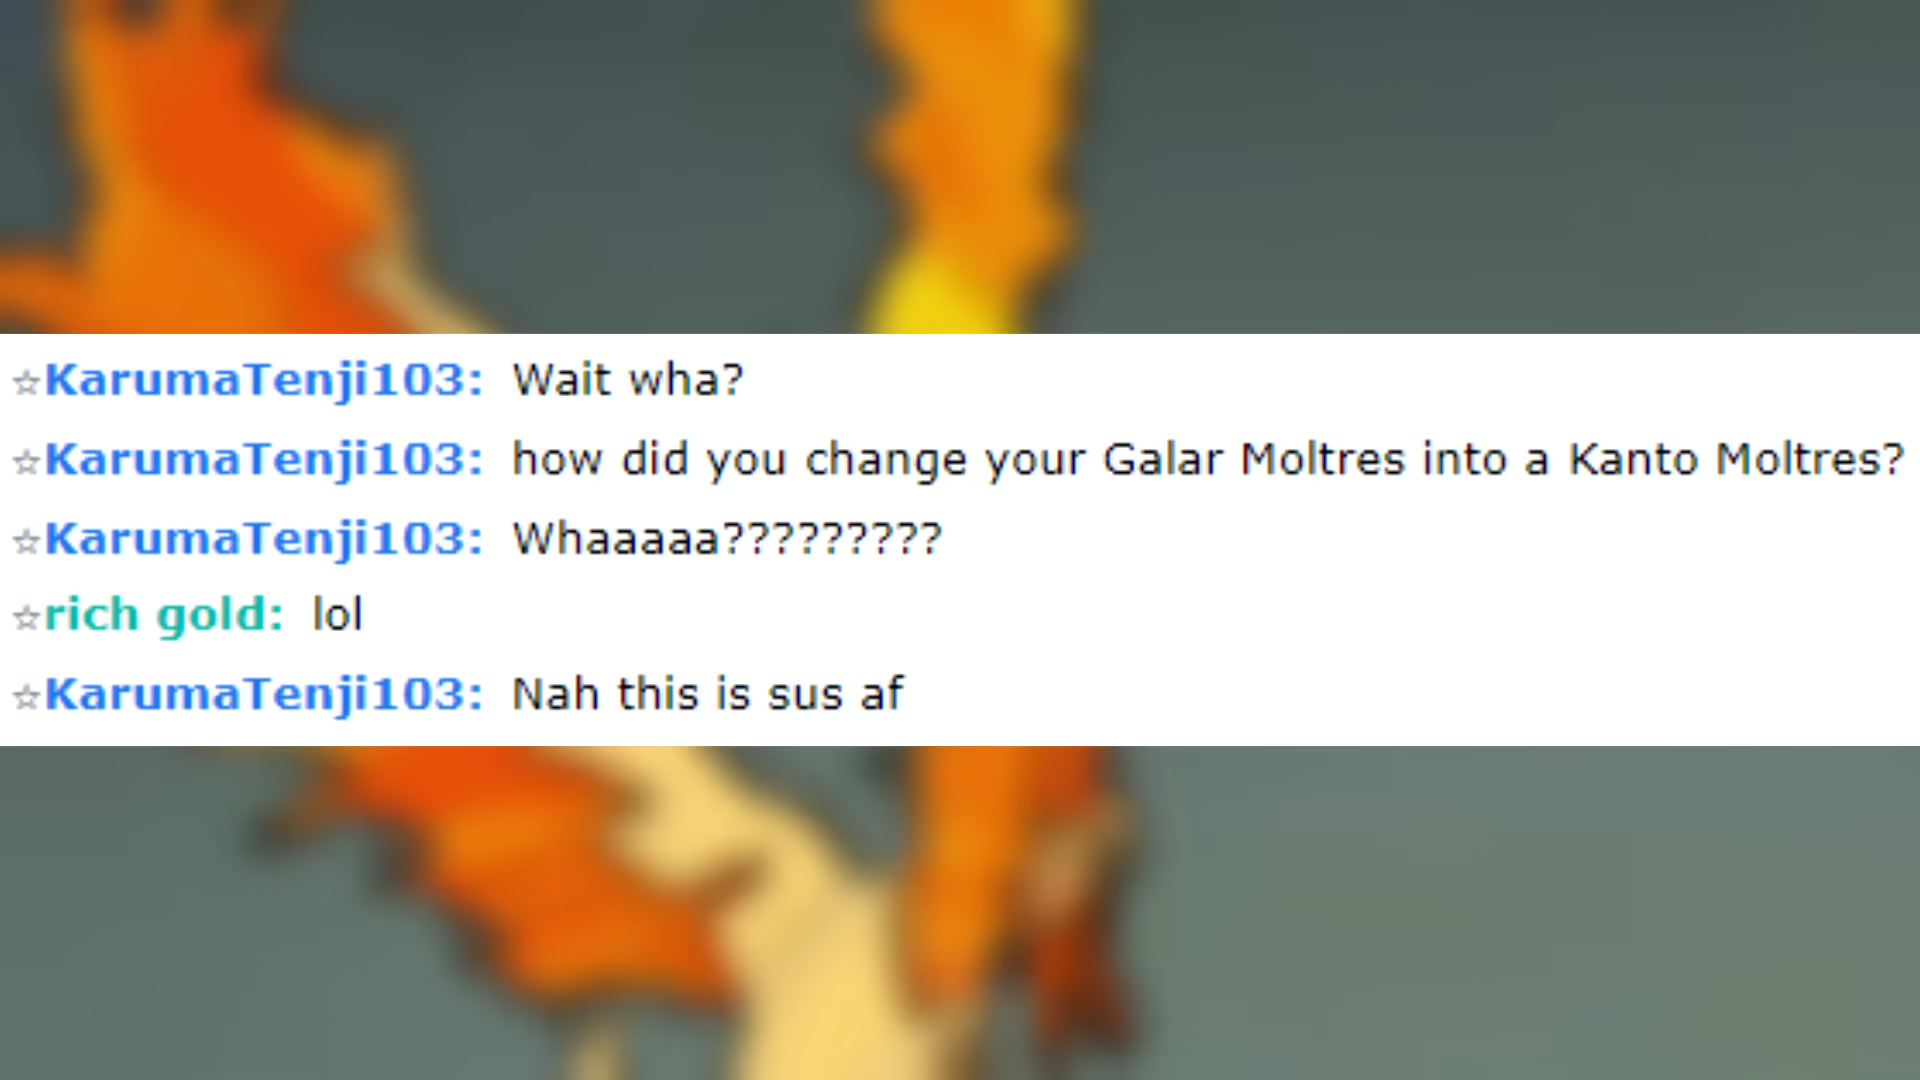 ☆KarumaTenji103: Wait wha?
☆KarumaTenji103: how did you change your Galar Moltres into a Kanto Moltres?
☆KarumaTenji103: Whaaaaa?????????
☆rich gold: lol
☆KarumaTenji103: Nah this is sus af